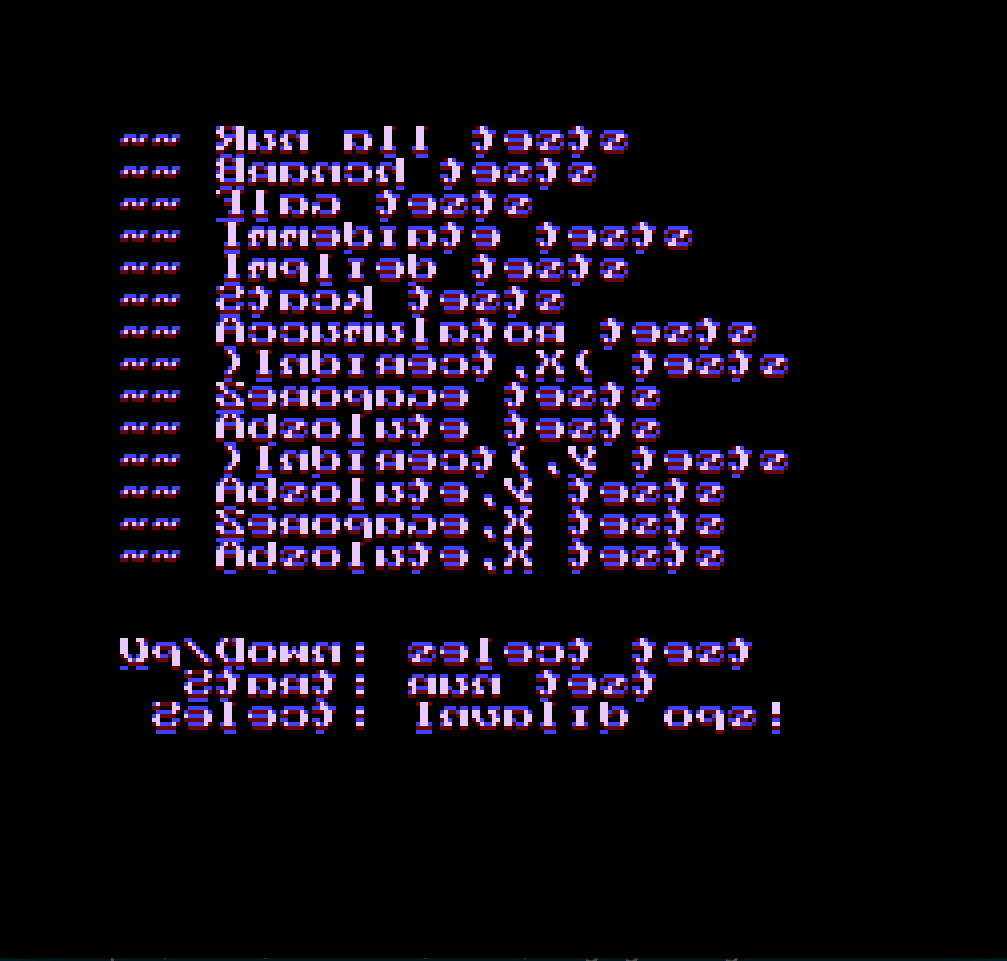 -- Run all tests
-- Branch tests
-- Flag tests
-- Immediate tests
-- Implied tests
-- Stack tests
-- Accumulator tests
-- (Indirect,X) tests
-- Zeropage tests
-- Absolute tests
-- (Indirect),Y tests
-- Absolute,Y tests
-- Zeropage,X tests
-- Absolute,X tests
Up/Down: select test
Start: run test
Select: Invalid ops!